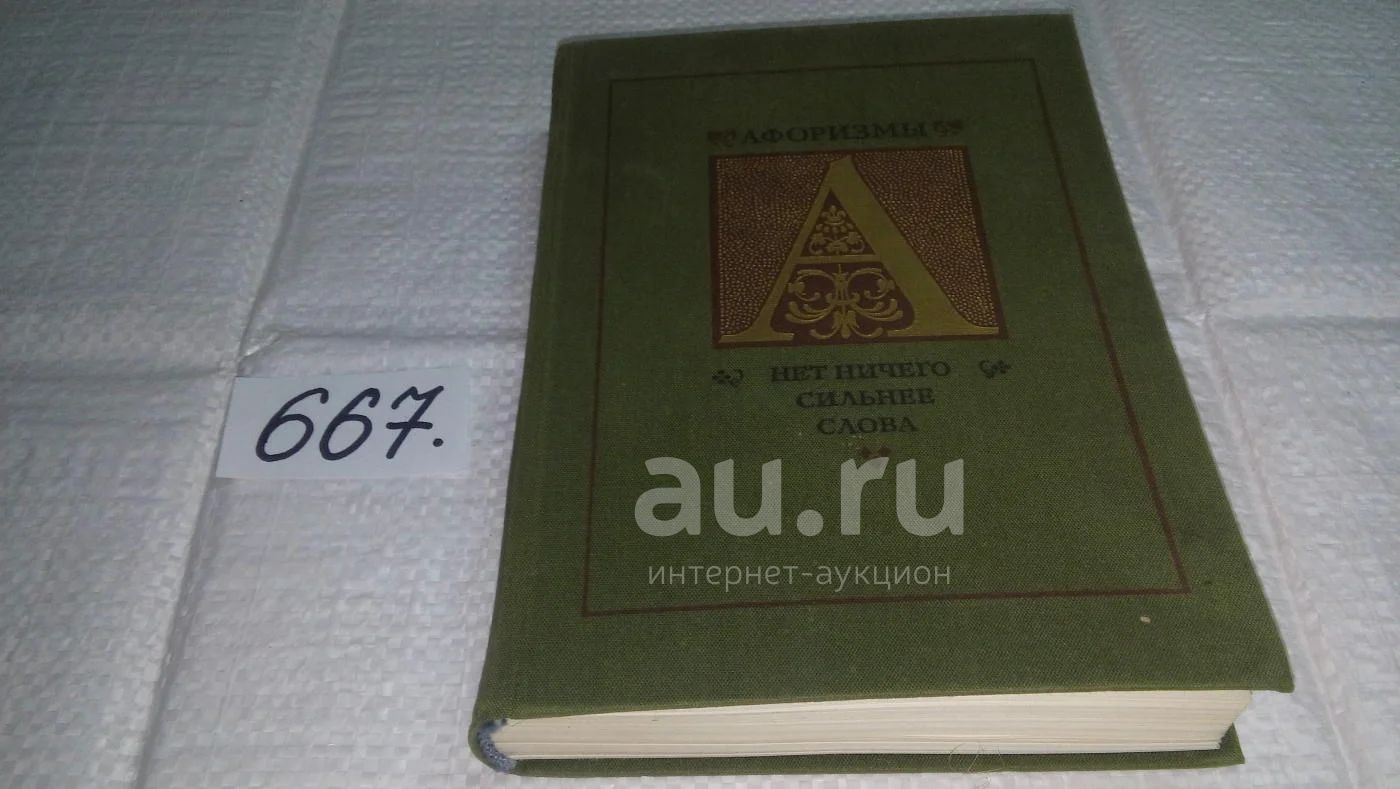 АФОРИЗМЫ
А
НЕТ НИЧЕГО
СИЛЬНЕЕ
СЛОВА
667.
au.ru
интернет-аукцион